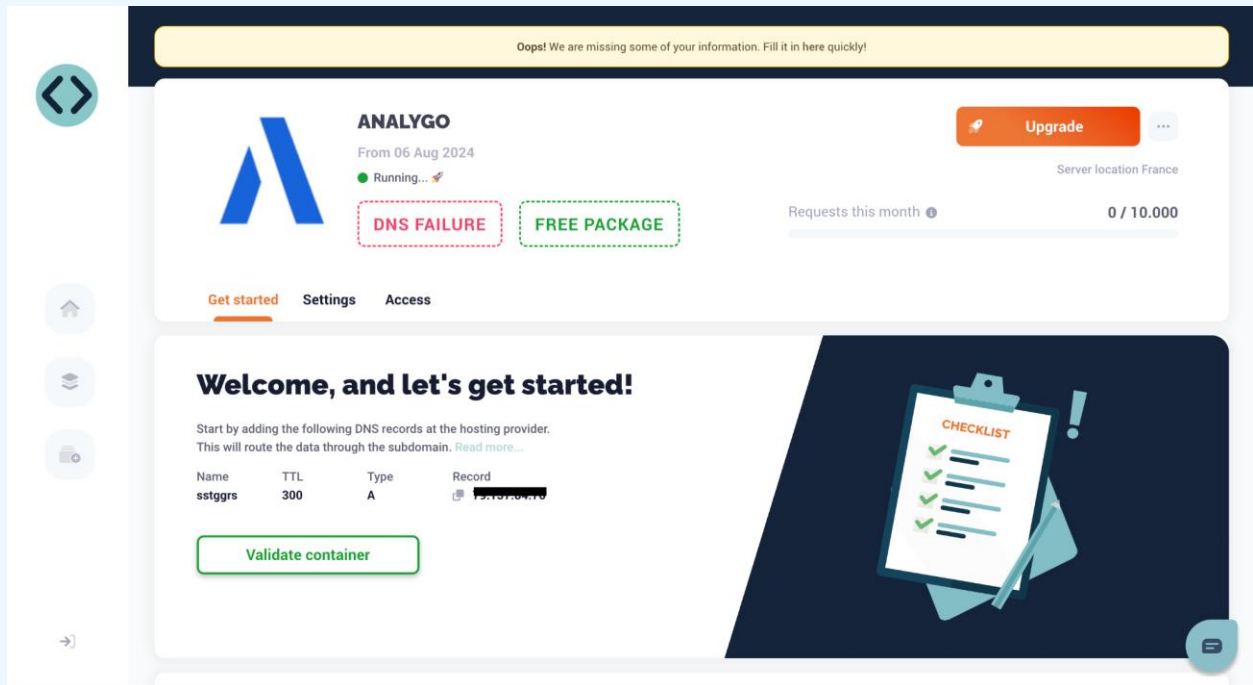 Oops! We are missing some of your information. Fill it in here quickly!
ANALYGO
From 06 Aug 2024
Running...
DNS FAILURE
FREE PACKAGE
Upgrade
...
Server location France
Requests this month
0 / 10.000
Get started Settings Access
Welcome, and let's get started!
Start by adding the following DNS records at the hosting provider.
This will route the data through the subdomain. Read more...
Name TTL Type Record
sstggrs 300 A
Validate container
CHECKLIST